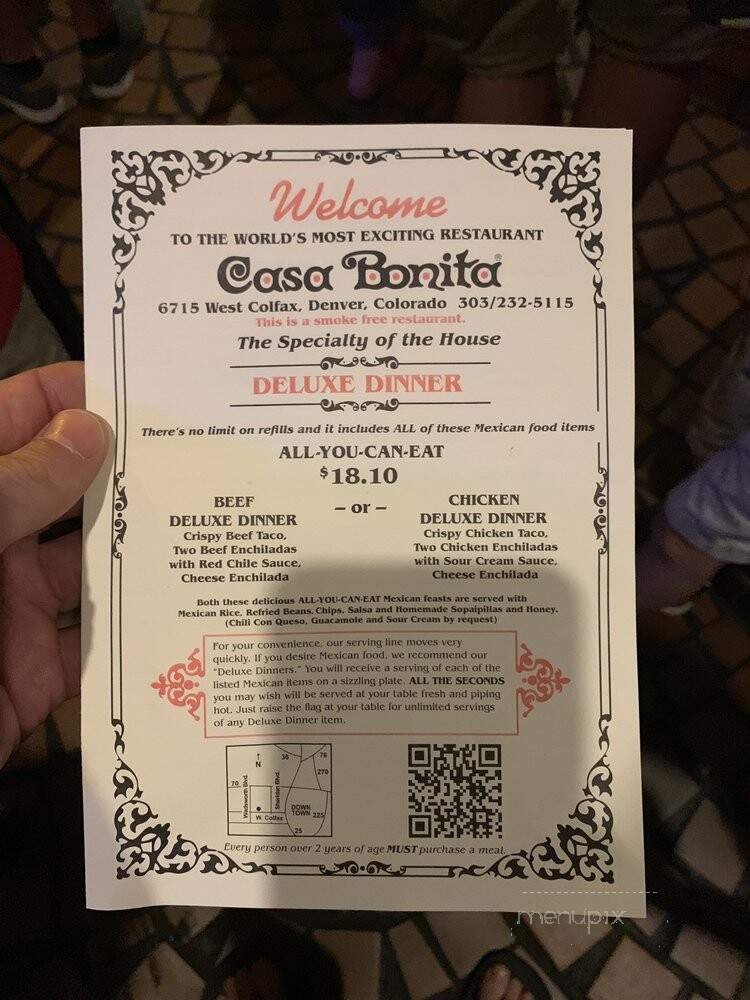 Welcome
TO THE WORLD'S MOST EXCITING RESTAURANT
Casa Bonita®
6715 West Colfax, Denver, Colorado 303/232-5115
This is a smoke free restaurant.
The Specialty of the House
DELUXE DINNER
There's no limit on refills and it includes ALL of these Mexican food items
ALL-YOU-CAN-EAT
$18.10
BEEF
DELUXE DINNER
Crispy Beef Taco,
Two Beef Enchiladas
with Red Chile Sauce,
Cheese Enchilada
– or –
CHICKEN
DELUXE DINNER
Crispy Chicken Taco,
Two Chicken Enchiladas
with Sour Cream Sauce,
Cheese Enchilada
Both these delicious ALL-YOU-CAN-EAT Mexican feasts are served with
Mexican Rice, Refried Beans, Chips, Salsa and Homemade Sopaipillas and Honey.
(Chili Con Queso, Guacamole and Sour Cream by request)
For your convenience, our serving line moves very
quickly. If you desire Mexican food, we recommend our
"Deluxe Dinners." You will receive a serving of each of the
listed Mexican items on a sizzling plate. ALL THE SECONDS
you may wish will be served at your table fresh and piping
hot. Just raise the flag at your table for unlimited servings
of any Deluxe Dinner item.
N
36
76
270
70
Wadsworth Blvd.
Sheridan Blvd.
DOWN
TOWN
225
W. Colfax
25
Every person over 2 years of age MUST purchase a meal.
menupix